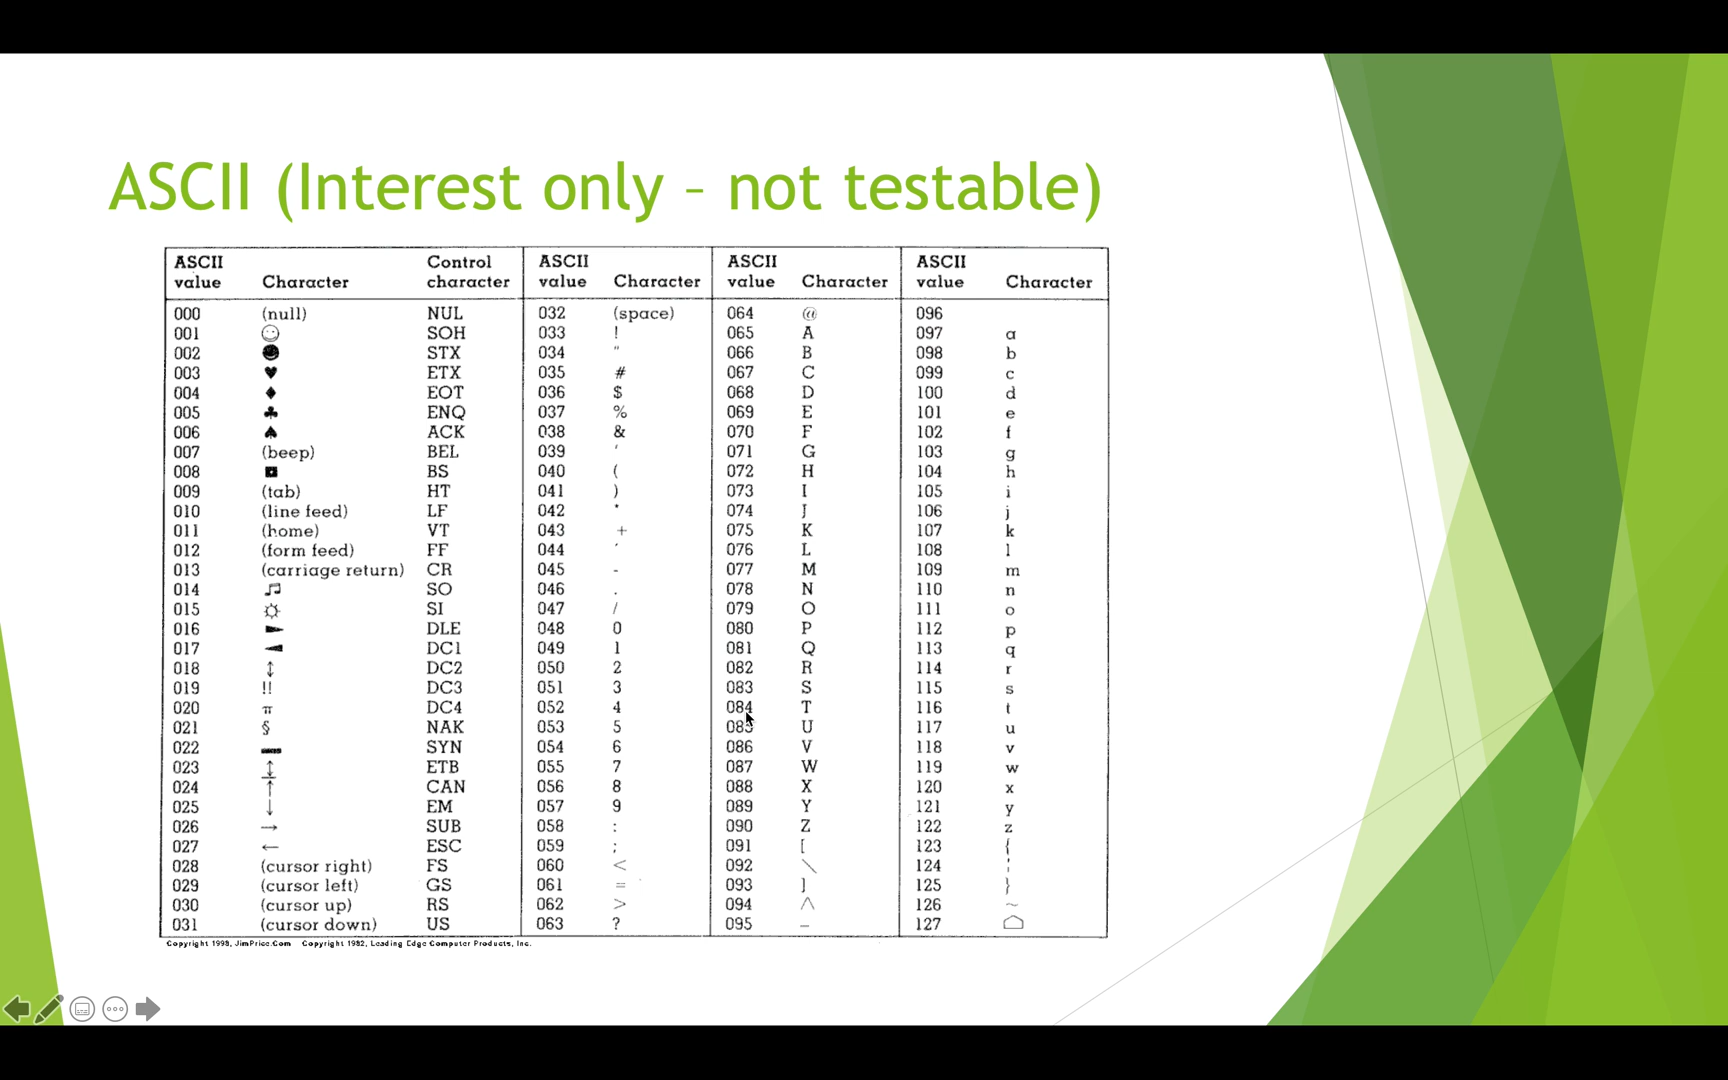 ASCII (Interest only – not testable)
ASCII value Character Control character ASCII value Character ASCII value Character ASCII value Character
000 (null) NUL 032 (space) 064 @ 096
001 ☺ SOH 033 ! 065 A 097 a
002 ☻ STX 034 " 066 B 098 b
003 ♥ ETX 035 # 067 C 099 c
004 ♦ EOT 036 $ 068 D 100 d
005 ♣ ENQ 037 % 069 E 101 e
006 ♠ ACK 038 & 070 F 102 f
007 (beep) BEL 039 ' 071 G 103 g
008 ◘ BS 040 ( 072 H 104 h
009 (tab) HT 041 ) 073 I 105 i
010 (line feed) LF 042 * 074 J 106 j
011 (home) VT 043 + 075 K 107 k
012 (form feed) FF 044 ' 076 L 108 l
013 (carriage return) CR 045 - 077 M 109 m
014 ♫ SO 046 . 078 N 110 n
015 ☼ SI 047 / 079 O 111 o
016 ► DLE 048 0 080 P 112 p
017 ◄ DC1 049 1 081 Q 113 q
018 ↕ DC2 050 2 082 R 114 r
019 !! DC3 051 3 083 S 115 s
020 π DC4 052 4 084 T 116 t
021 § NAK 053 5 085 U 117 u
022 ▬ SYN 054 6 086 V 118 v
023 ↨ ETB 055 7 087 W 119 w
024 ↑ CAN 056 8 088 X 120 x
025 ↓ EM 057 9 089 Y 121 y
026 → SUB 058 : 090 Z 122 z
027 ← ESC 059 ; 091 [ 123 {
028 (cursor right) FS 060 < 092 \ 124 ¦
029 (cursor left) GS 061 = 093 ] 125 }
030 (cursor up) RS 062 > 094 ^ 126 ~
031 (cursor down) US 063 ? 095 _ 127 ⌂
Copyright 1998, JimPrice.Com Copyright 1982, Leading Edge Computer Products, Inc.